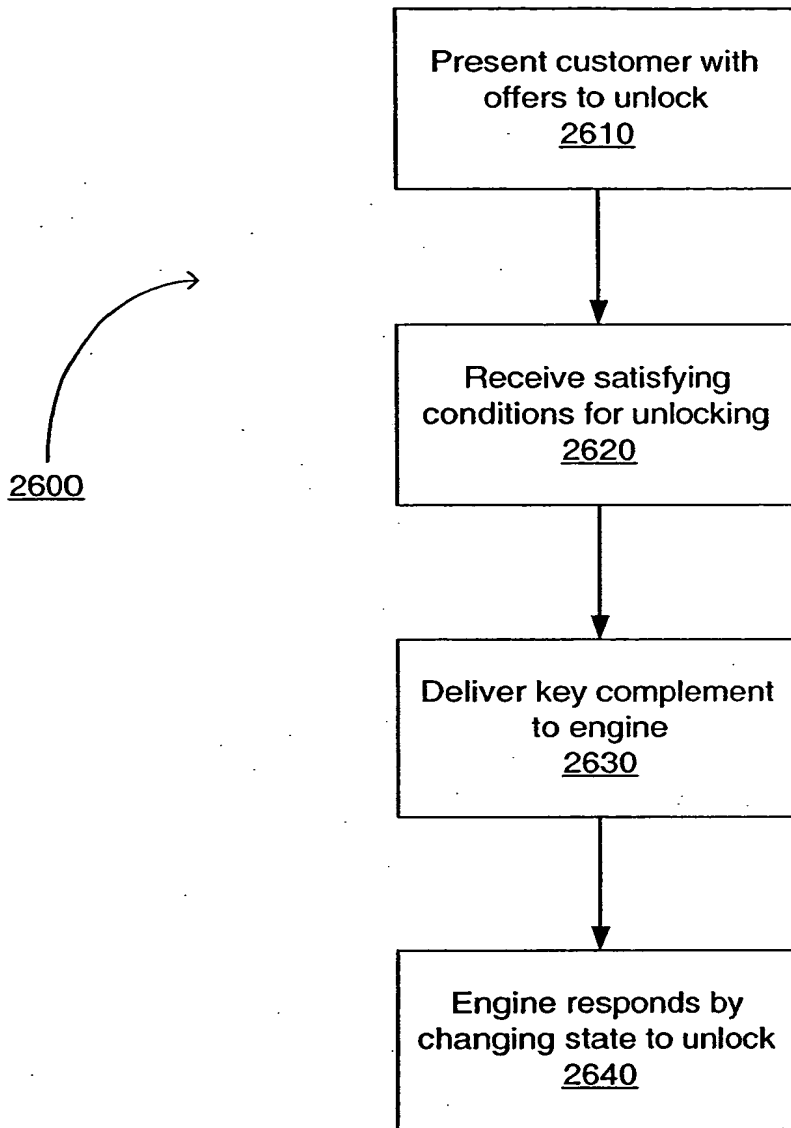 Present customer with
offers to unlock
2610
2600
Receive satisfying
conditions for unlocking
2620
Deliver key complement
to engine
2630
Engine responds by
changing state to unlock
2640